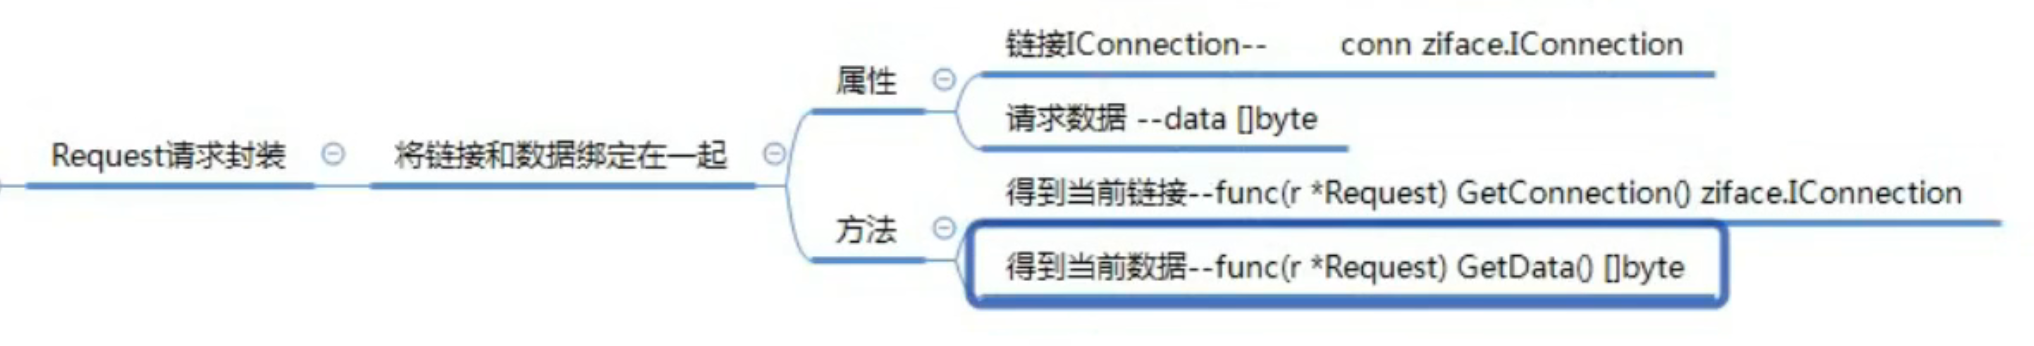 Request请求封装
将链接和数据绑定在一起
属性
链接IConnection-- conn ziface.IConnection
请求数据 --data []byte
方法
得到当前链接--func(r *Request) GetConnection() ziface.IConnection
得到当前数据--func(r *Request) GetData() []byte